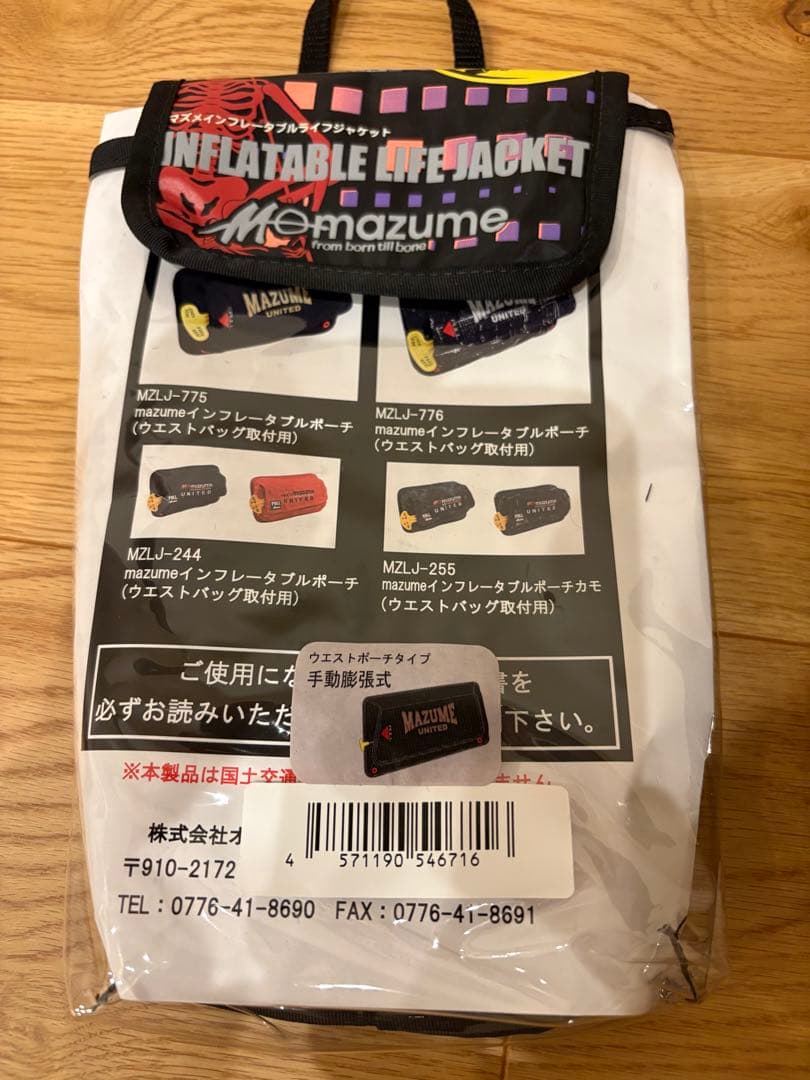 マズメインフレータブルライフジャケット
INFLATABLE LIFE JACKET
mazume
from born till bone
MAZUME
UNITED
MAZUME
UNITED
MZLJ-775
mazumeインフレータブルポーチ
(ウエストバッグ取付用)
MZLJ-776
mazumeインフレータブルポーチ
(ウエストバッグ取付用)
UNITED
UNITED
UNITED
UNITED
MZLJ-244
mazumeインフレータブルポーチ
(ウエストバッグ取付用)
MZLJ-255
mazumeインフレータブルポーチカモ
(ウエストバッグ取付用)
ご使用にな 書を
必ずお読みいただ 下さい。
ウエストポーチタイプ
手動膨張式
MAZUME
UNITED
※本製品は国土交通 ません
株式会社オ
〒910-2172
4 571190 546716
TEL：0776-41-8690 FAX：0776-41-8691